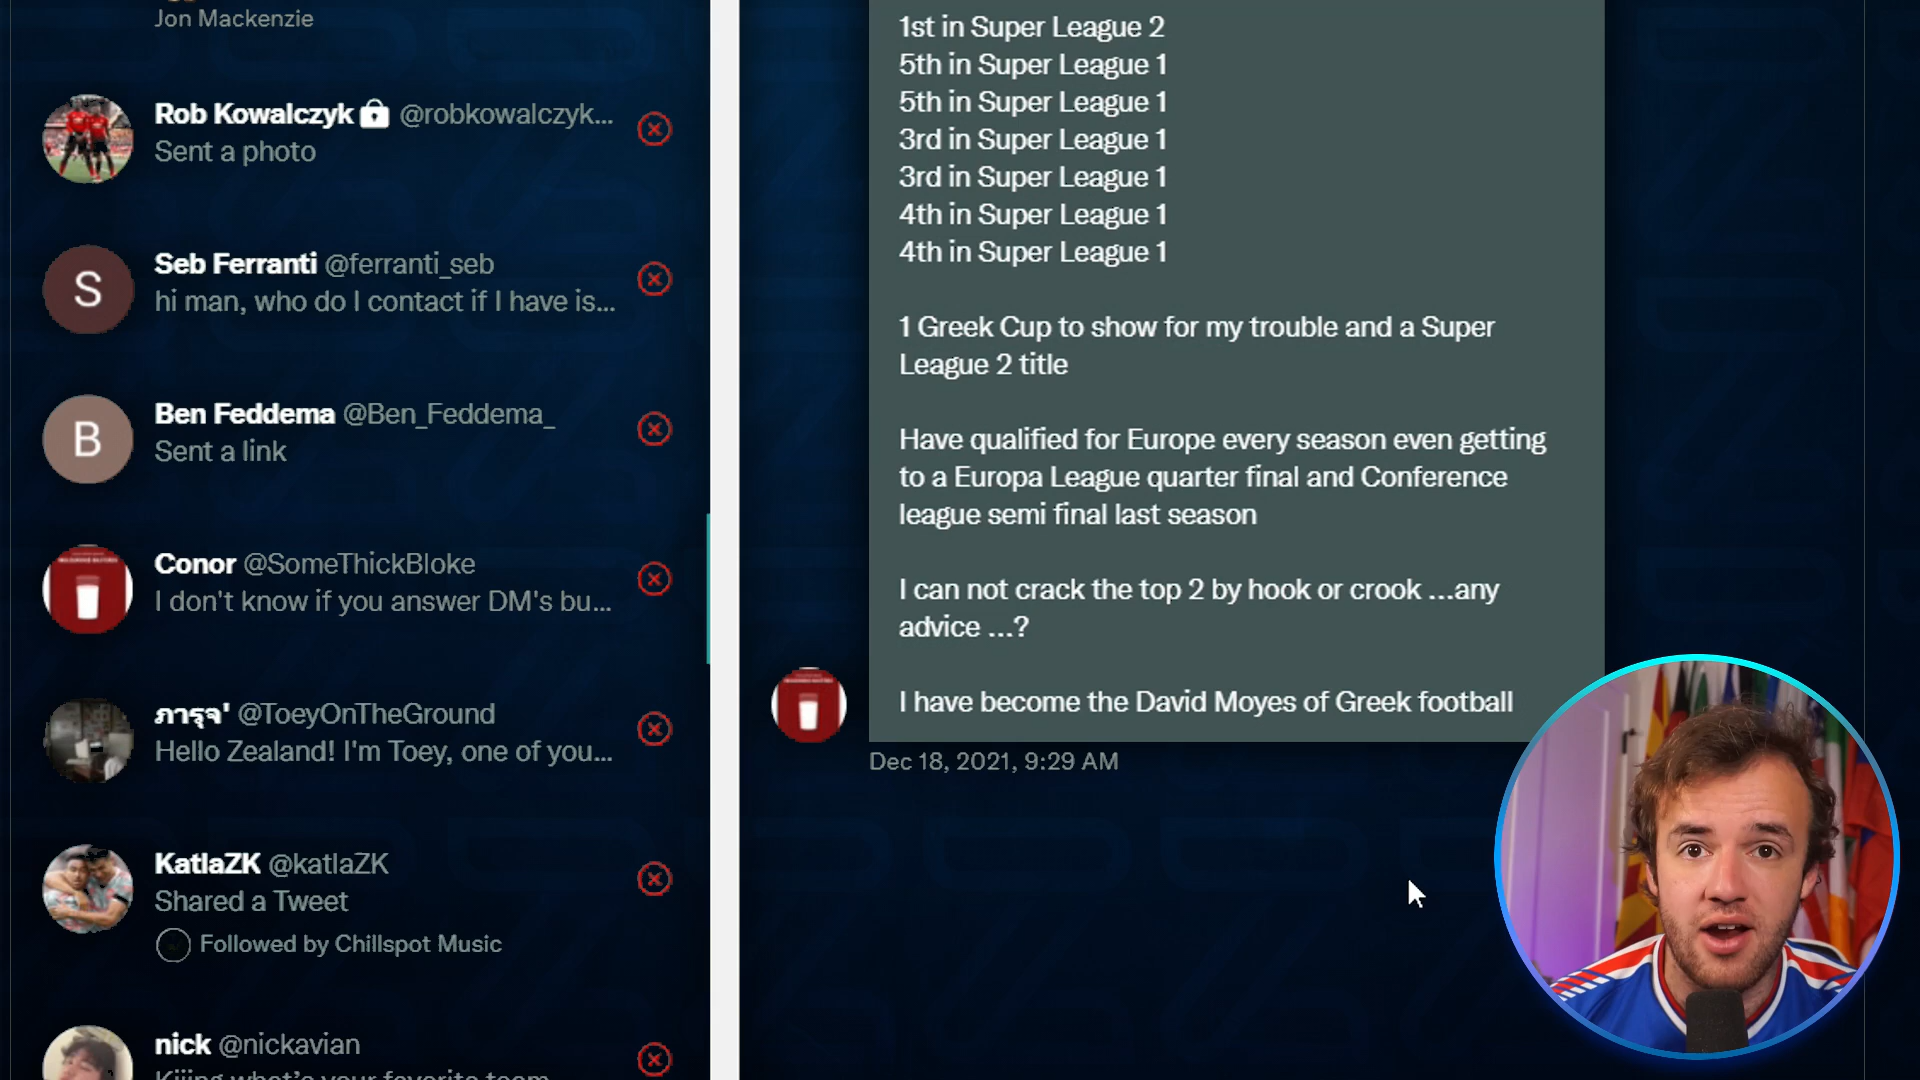 Jon Mackenzie
Rob Kowalczyk @robkowalczyk...
Sent a photo
S
Seb Ferranti @ferranti_seb
hi man, who do I contact if I have is...
B
Ben Feddema @Ben_Feddema_
Sent a link
Conor @SomeThickBloke
I don't know if you answer DM's bu...
ภารุจ' @ToeyOnTheGround
Hello Zealand! I'm Toey, one of you...
KatlaZK @katlaZK
Shared a Tweet
Followed by Chillspot Music
nick @nickavian
1st in Super League 2
5th in Super League 1
5th in Super League 1
3rd in Super League 1
3rd in Super League 1
4th in Super League 1
4th in Super League 1
1 Greek Cup to show for my trouble and a Super
League 2 title
Have qualified for Europe every season even getting
to a Europa League quarter final and Conference
league semi final last season
I can not crack the top 2 by hook or crook ...any
advice ...?
I have become the David Moyes of Greek football
Dec 18, 2021, 9:29 AM